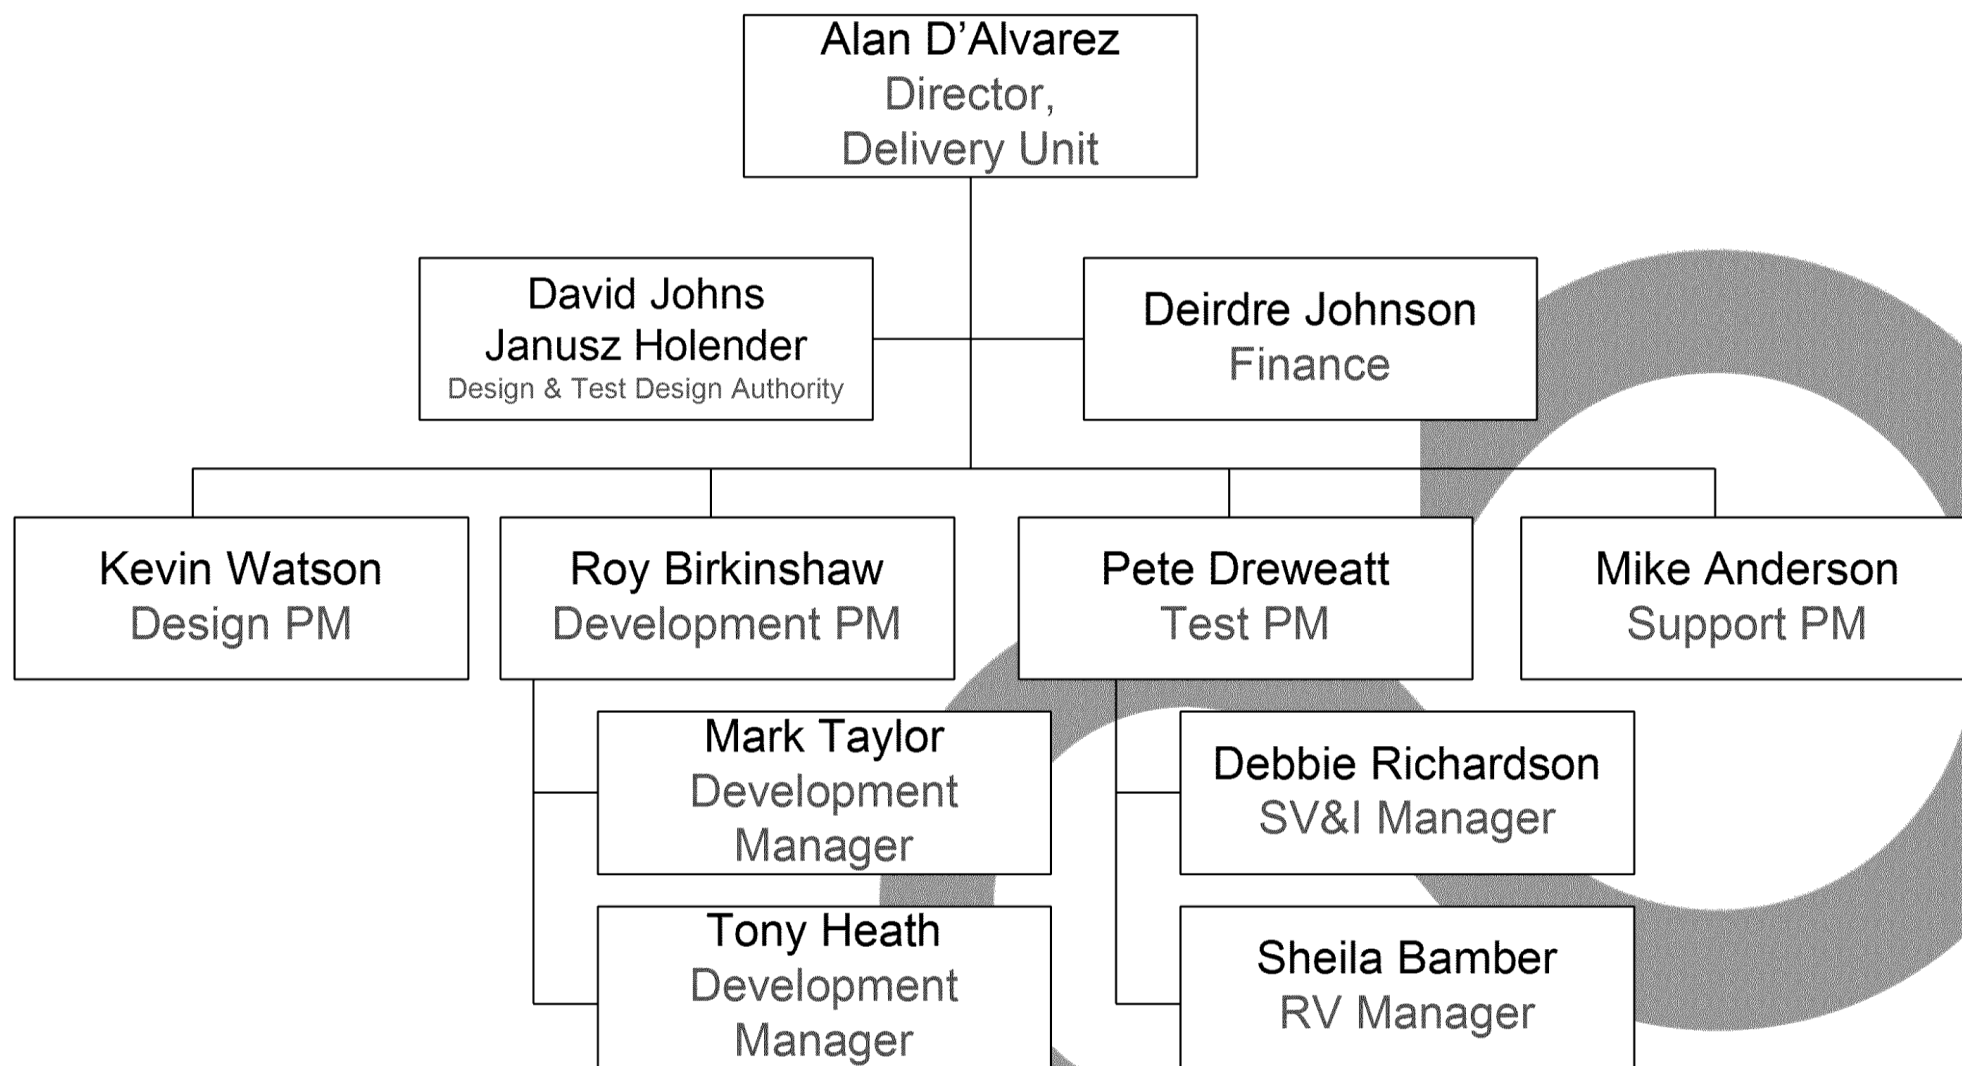 Alan D’Alvarez
Director,
Delivery Unit
David Johns
Janusz Holender
Design & Test Design Authority
Deirdre Johnson
Finance
Kevin Watson
Design PM
Roy Birkinshaw
Development PM
Pete Dreweatt
Test PM
Mike Anderson
Support PM
Mark Taylor
Development
Manager
Debbie Richardson
SV&I Manager
Tony Heath
Development
Manager
Sheila Bamber
RV Manager